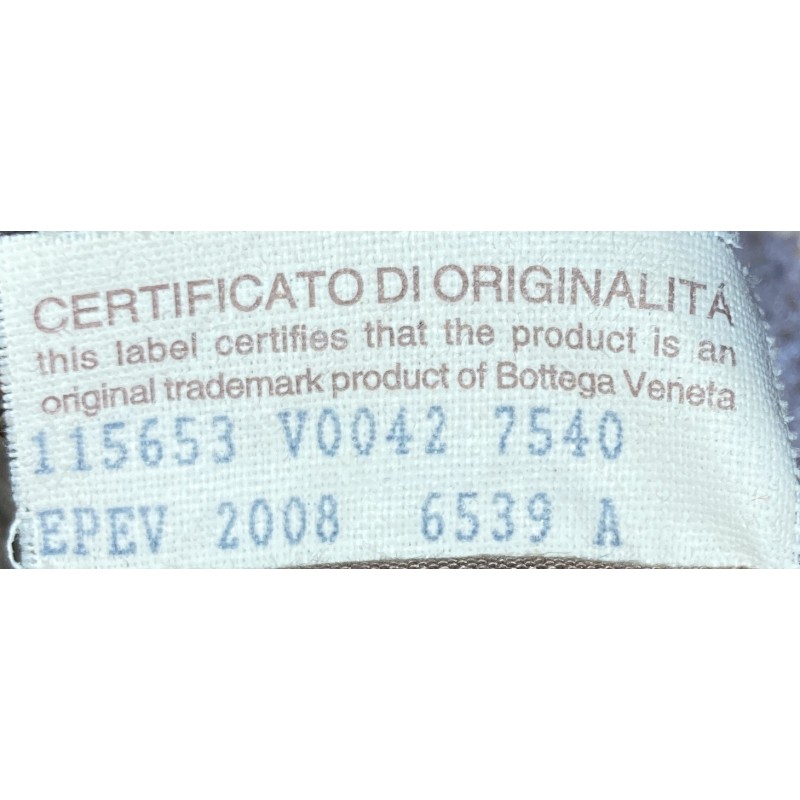 CERTIFICATO DI ORIGINALITÁ
this label certifies that the product is an
original trademark product of Bottega Veneta
115653 V0042 7540
EPEV 2008 6539 A